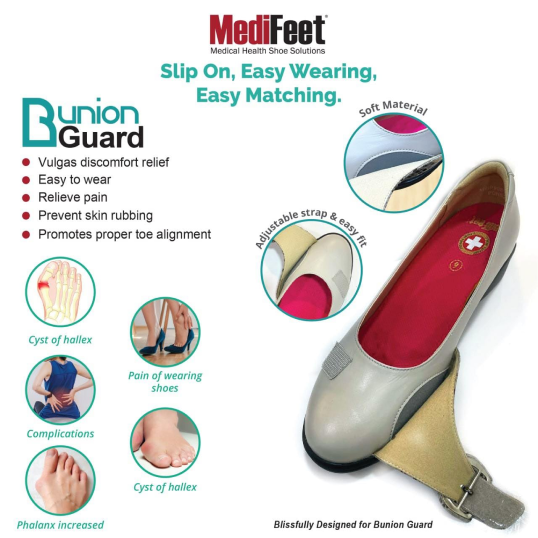 MediFeet
Medical Health Shoe Solutions
Slip On, Easy Wearing,
Easy Matching.
Bunion
Guard
Vulgas discomfort relief
Easy to wear
Relieve pain
Prevent skin rubbing
Promotes proper toe alignment
Soft Material
Adjustable strap & easy fit
9
Cyst of hallex
Pain of wearing
shoes
Complications
Cyst of hallex
Phalanx increased
Blissfully Designed for Bunion Guard